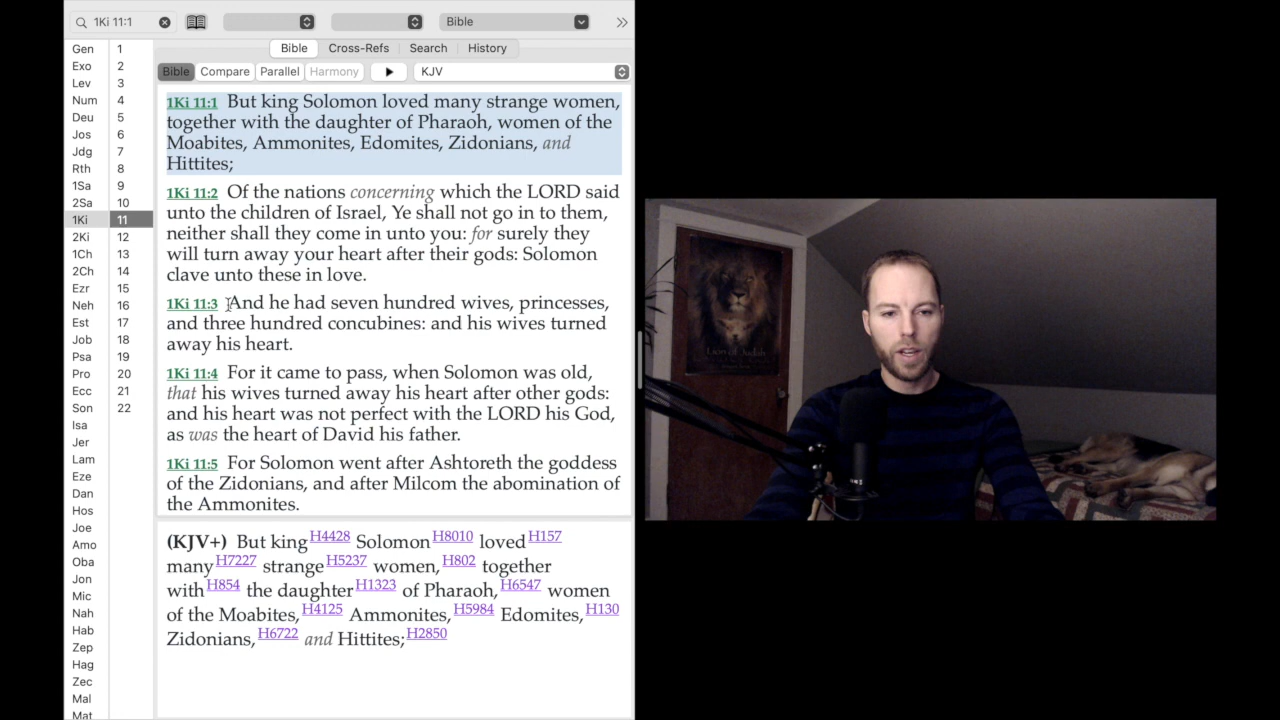 1Ki 11:1
Bible
Bible Cross-Refs Search History
Bible Compare Parallel Harmony KJV
Gen 1
Exo 2
Lev 3
Num 4
Deu 5
Jos 6
Jdg 7
Rth 8
1Sa 9
2Sa 10
1Ki 11
2Ki 12
1Ch 13
2Ch 14
Ezr 15
Neh 16
Est 17
Job 18
Psa 19
Pro 20
Ecc 21
Son 22
Isa
Jer
Lam
Eze
Dan
Hos
Joe
Amo
Oba
Jon
Mic
Nah
Hab
Zep
Hag
Zec
Mal
Mat
1Ki 11:1 But king Solomon loved many strange women,
together with the daughter of Pharaoh, women of the
Moabites, Ammonites, Edomites, Zidonians, and
Hittites;
1Ki 11:2 Of the nations concerning which the LORD said
unto the children of Israel, Ye shall not go in to them,
neither shall they come in unto you: for surely they
will turn away your heart after their gods: Solomon
clave unto these in love.
1Ki 11:3 And he had seven hundred wives, princesses,
and three hundred concubines: and his wives turned
away his heart.
1Ki 11:4 For it came to pass, when Solomon was old,
that his wives turned away his heart after other gods:
and his heart was not perfect with the LORD his God,
as was the heart of David his father.
1Ki 11:5 For Solomon went after Ashtoreth the goddess
of the Zidonians, and after Milcom the abomination of
the Ammonites.
(KJV+) But king H4428 Solomon H8010 loved H157
many H7227 strange H5237 women, H802 together
with H854 the daughter H1323 of Pharaoh, H6547 women
of the Moabites, H4125 Ammonites, H5984 Edomites, H130
Zidonians, H6722 and Hittites; H2850
Lion of Judah